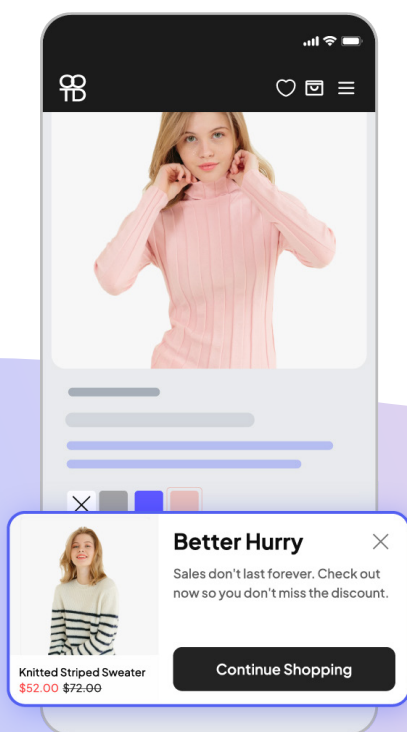 OOTD
Better Hurry
Sales don't last forever. Check out
now so you don't miss the discount.
Knitted Striped Sweater
$52.00 $72.00
Continue Shopping